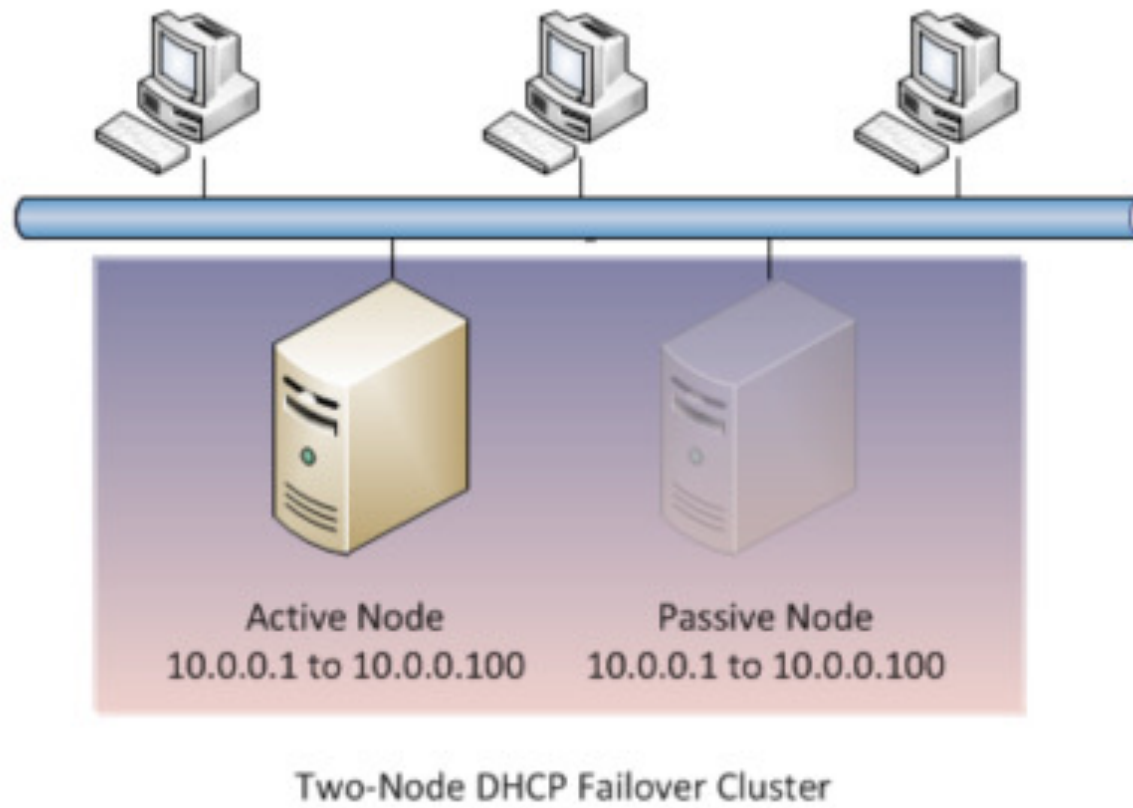 Active Node
10.0.0.1 to 10.0.0.100
Passive Node
10.0.0.1 to 10.0.0.100
Two-Node DHCP Failover Cluster